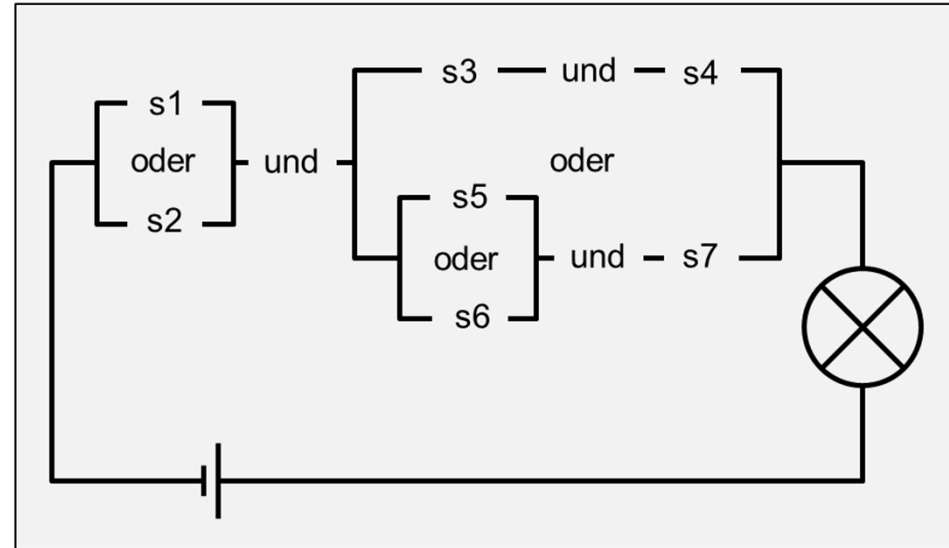 s3 und s4
s1
oder und oder
s2
s5
oder und s7
s6